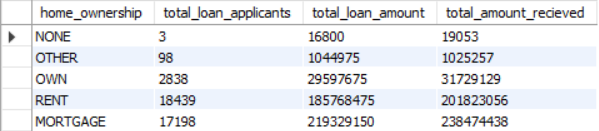 home_ownership total_loan_applicants total_loan_amount total_amount_recieved
NONE 3 16800 19053
OTHER 98 1044975 1025257
OWN 2838 29597675 31729129
RENT 18439 185768475 201823056
MORTGAGE 17198 219329150 238474438